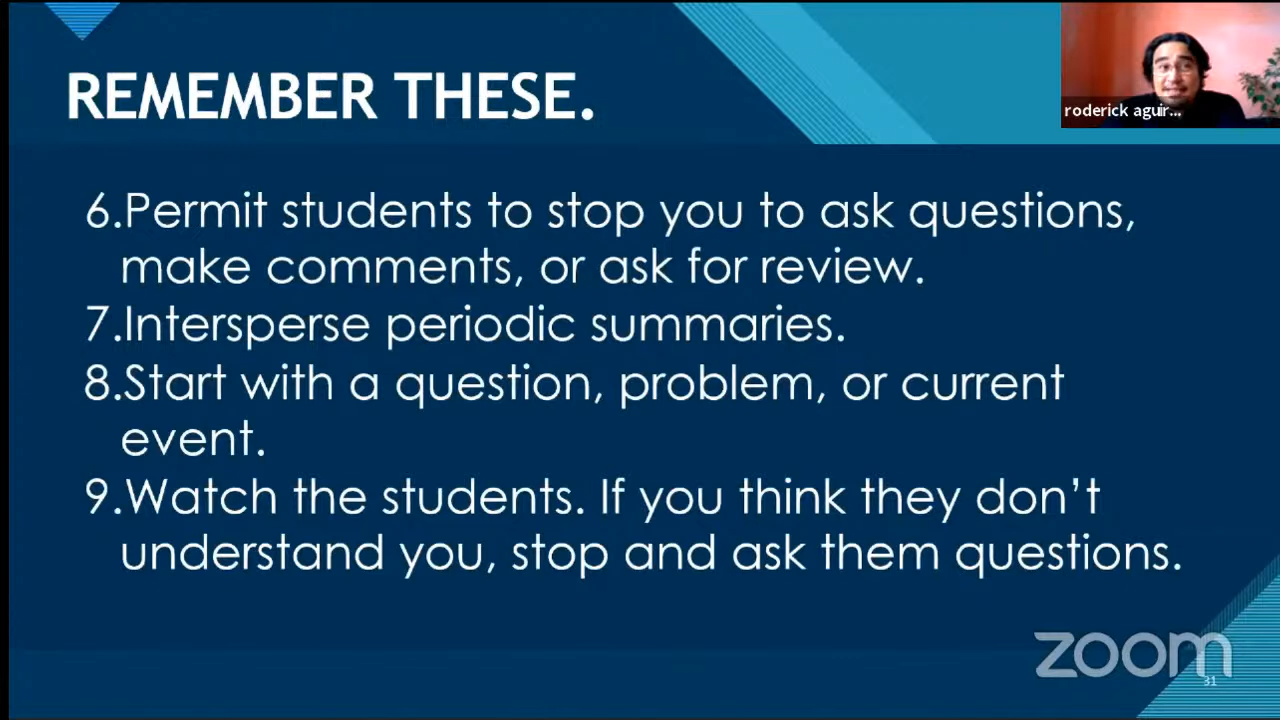 REMEMBER THESE.
roderick aguir...
6.Permit students to stop you to ask questions,
make comments, or ask for review.
7.Intersperse periodic summaries.
8.Start with a question, problem, or current
event.
9.Watch the students. If you think they don’t
understand you, stop and ask them questions.
zoom
31